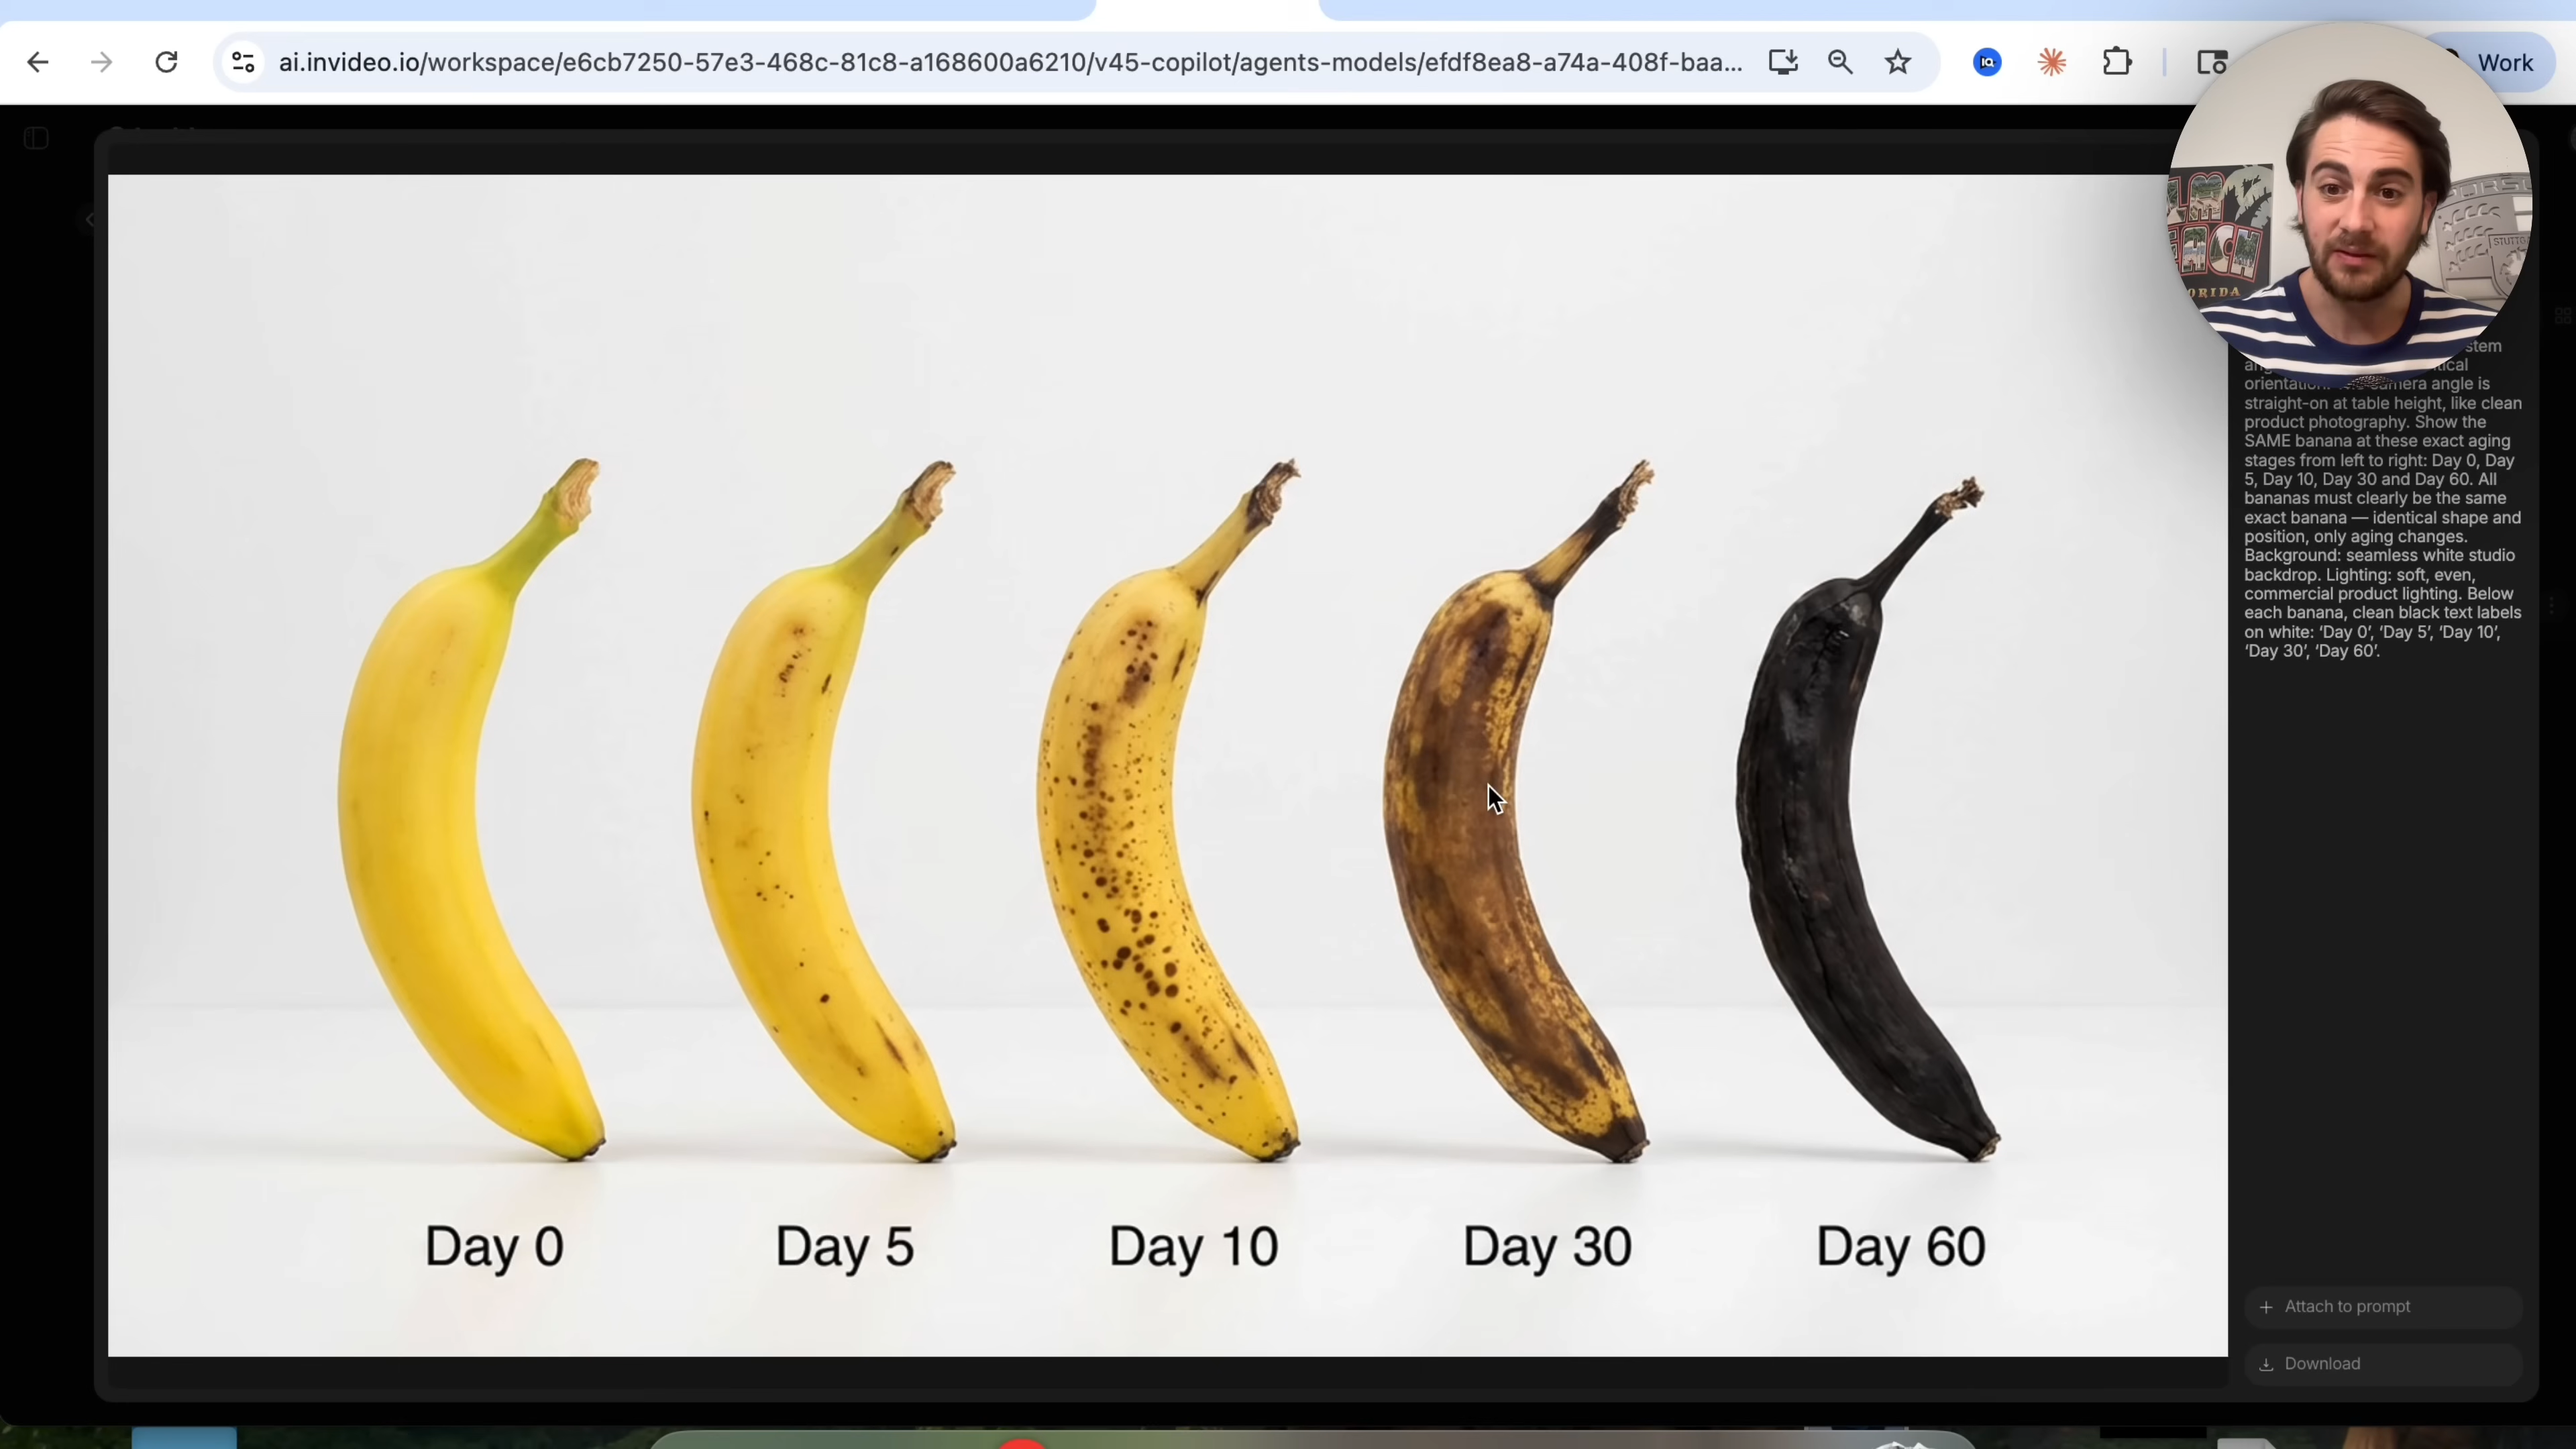 ai.invideo.io/workspace/e6cb7250-57e3-468c-81c8-a168600a6210/v45-copilot/agents-models/efdf8ea8-a74a-408f-baa...
Work
FLORIDA
STUTTG
stem
orientation. camera angle is
straight-on at table height, like clean
product photography. Show the
SAME banana at these exact aging
stages from left to right: Day 0, Day
5, Day 10, Day 30 and Day 60. All
bananas must clearly be the same
exact banana — identical shape and
position, only aging changes.
Background: seamless white studio
backdrop. Lighting: soft, even,
commercial product lighting. Below
each banana, clean black text labels
on white: ‘Day 0’, ‘Day 5’, ‘Day 10’,
‘Day 30’, ‘Day 60’.
Day 0
Day 5
Day 10
Day 30
Day 60
Attach to prompt
Download